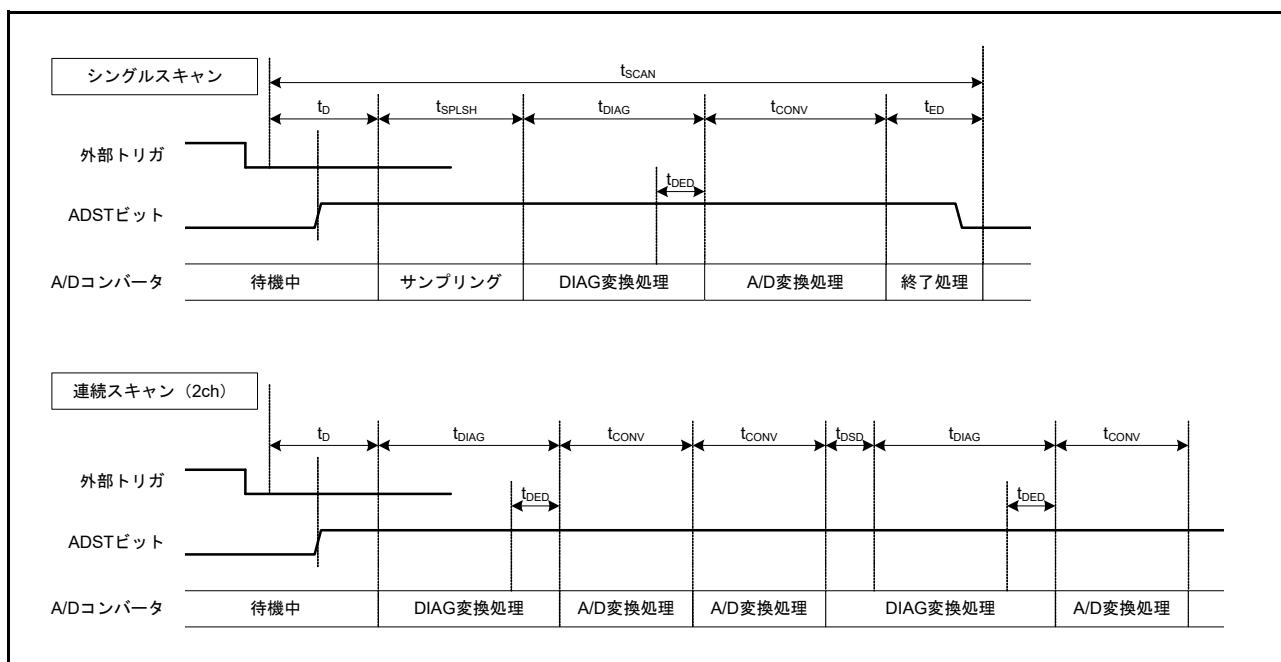 シングルスキャン
tSCAN
tD tSPLSH tDIAG tCONV tED
外部トリガ
tDED
ADSTビット
A/Dコンバータ 待機中 サンプリング DIAG変換処理 A/D変換処理 終了処理
連続スキャン（2ch）
tD tDIAG tCONV tCONV tDSD tDIAG tCONV
外部トリガ
tDED tDED
ADSTビット
A/Dコンバータ 待機中 DIAG変換処理 A/D変換処理 A/D変換処理 DIAG変換処理 A/D変換処理